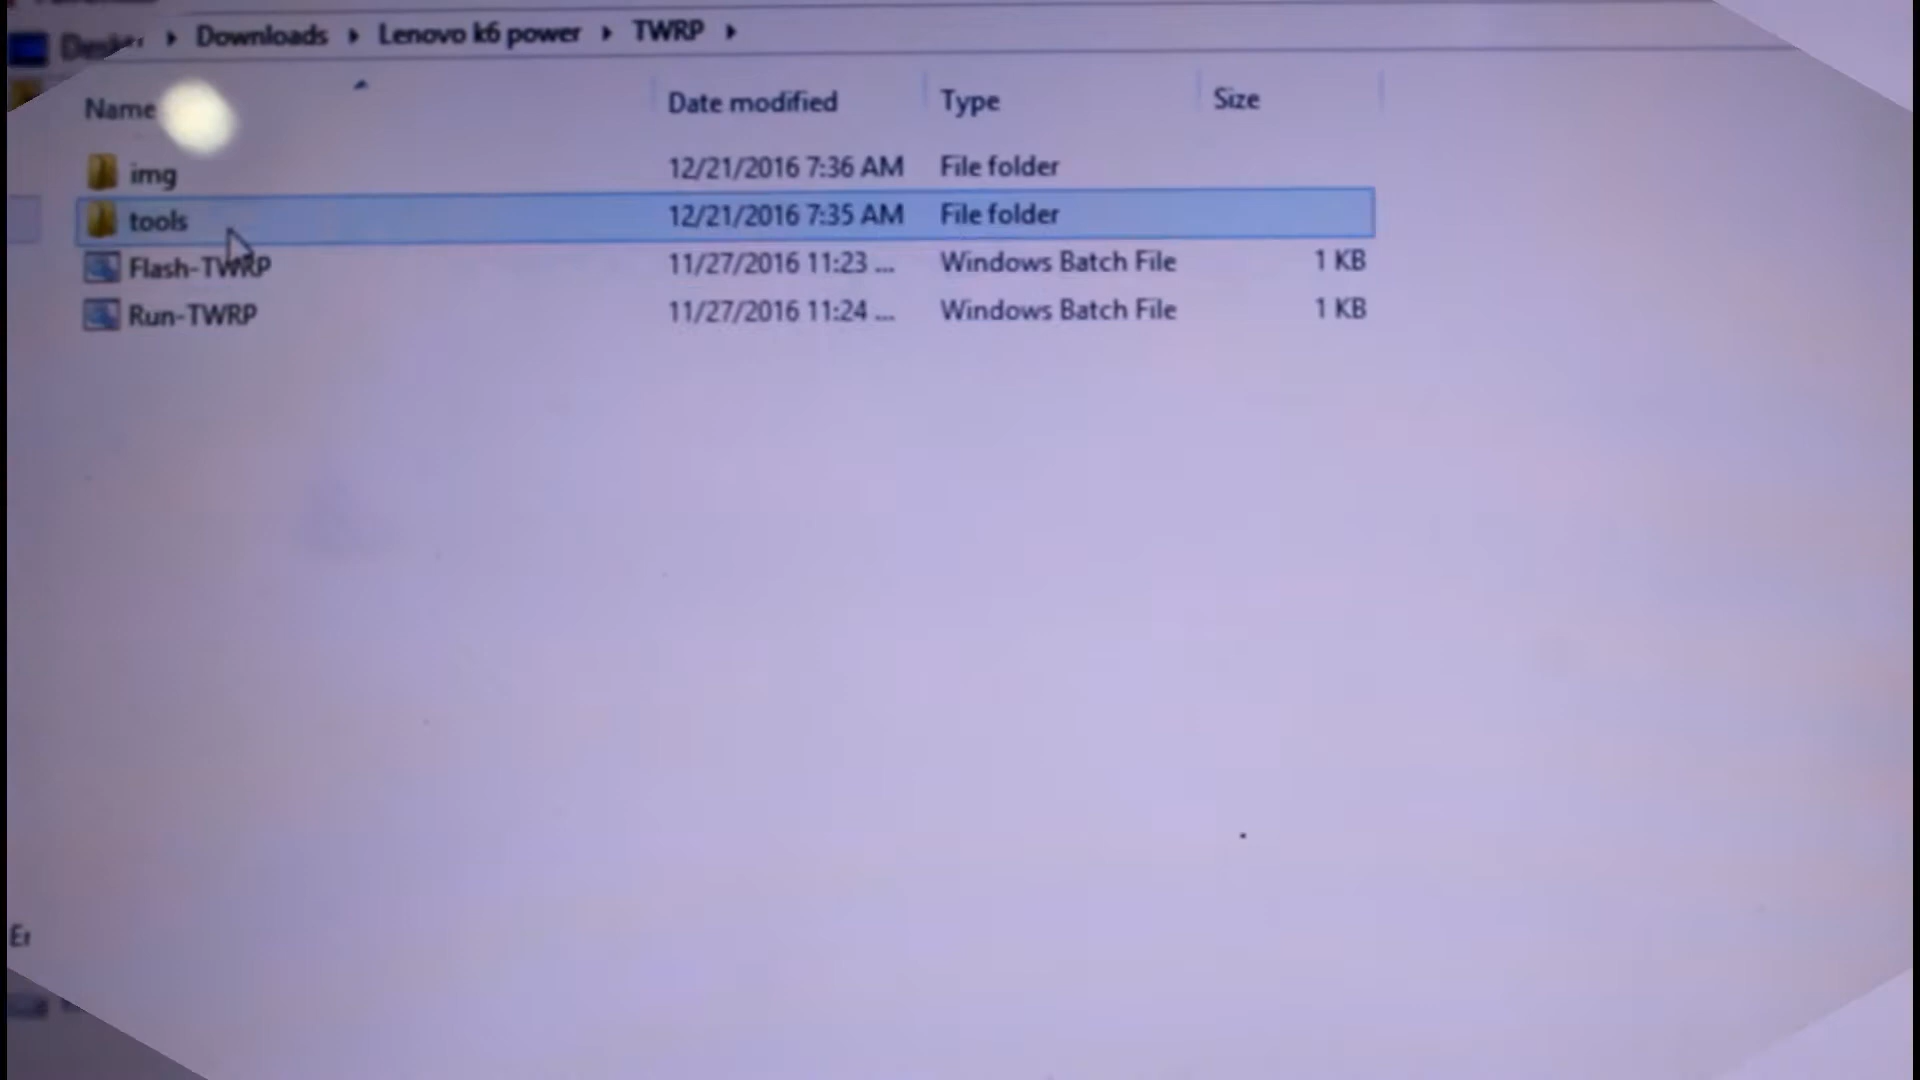 Downloads Lenovo k6 power TWRP
Name Date modified Type Size
img 12/21/2016 7:36 AM File folder
tools 12/21/2016 7:35 AM File folder
Flash-TWRP 11/27/2016 11:23 ... Windows Batch File 1 KB
Run-TWRP 11/27/2016 11:24 ... Windows Batch File 1 KB